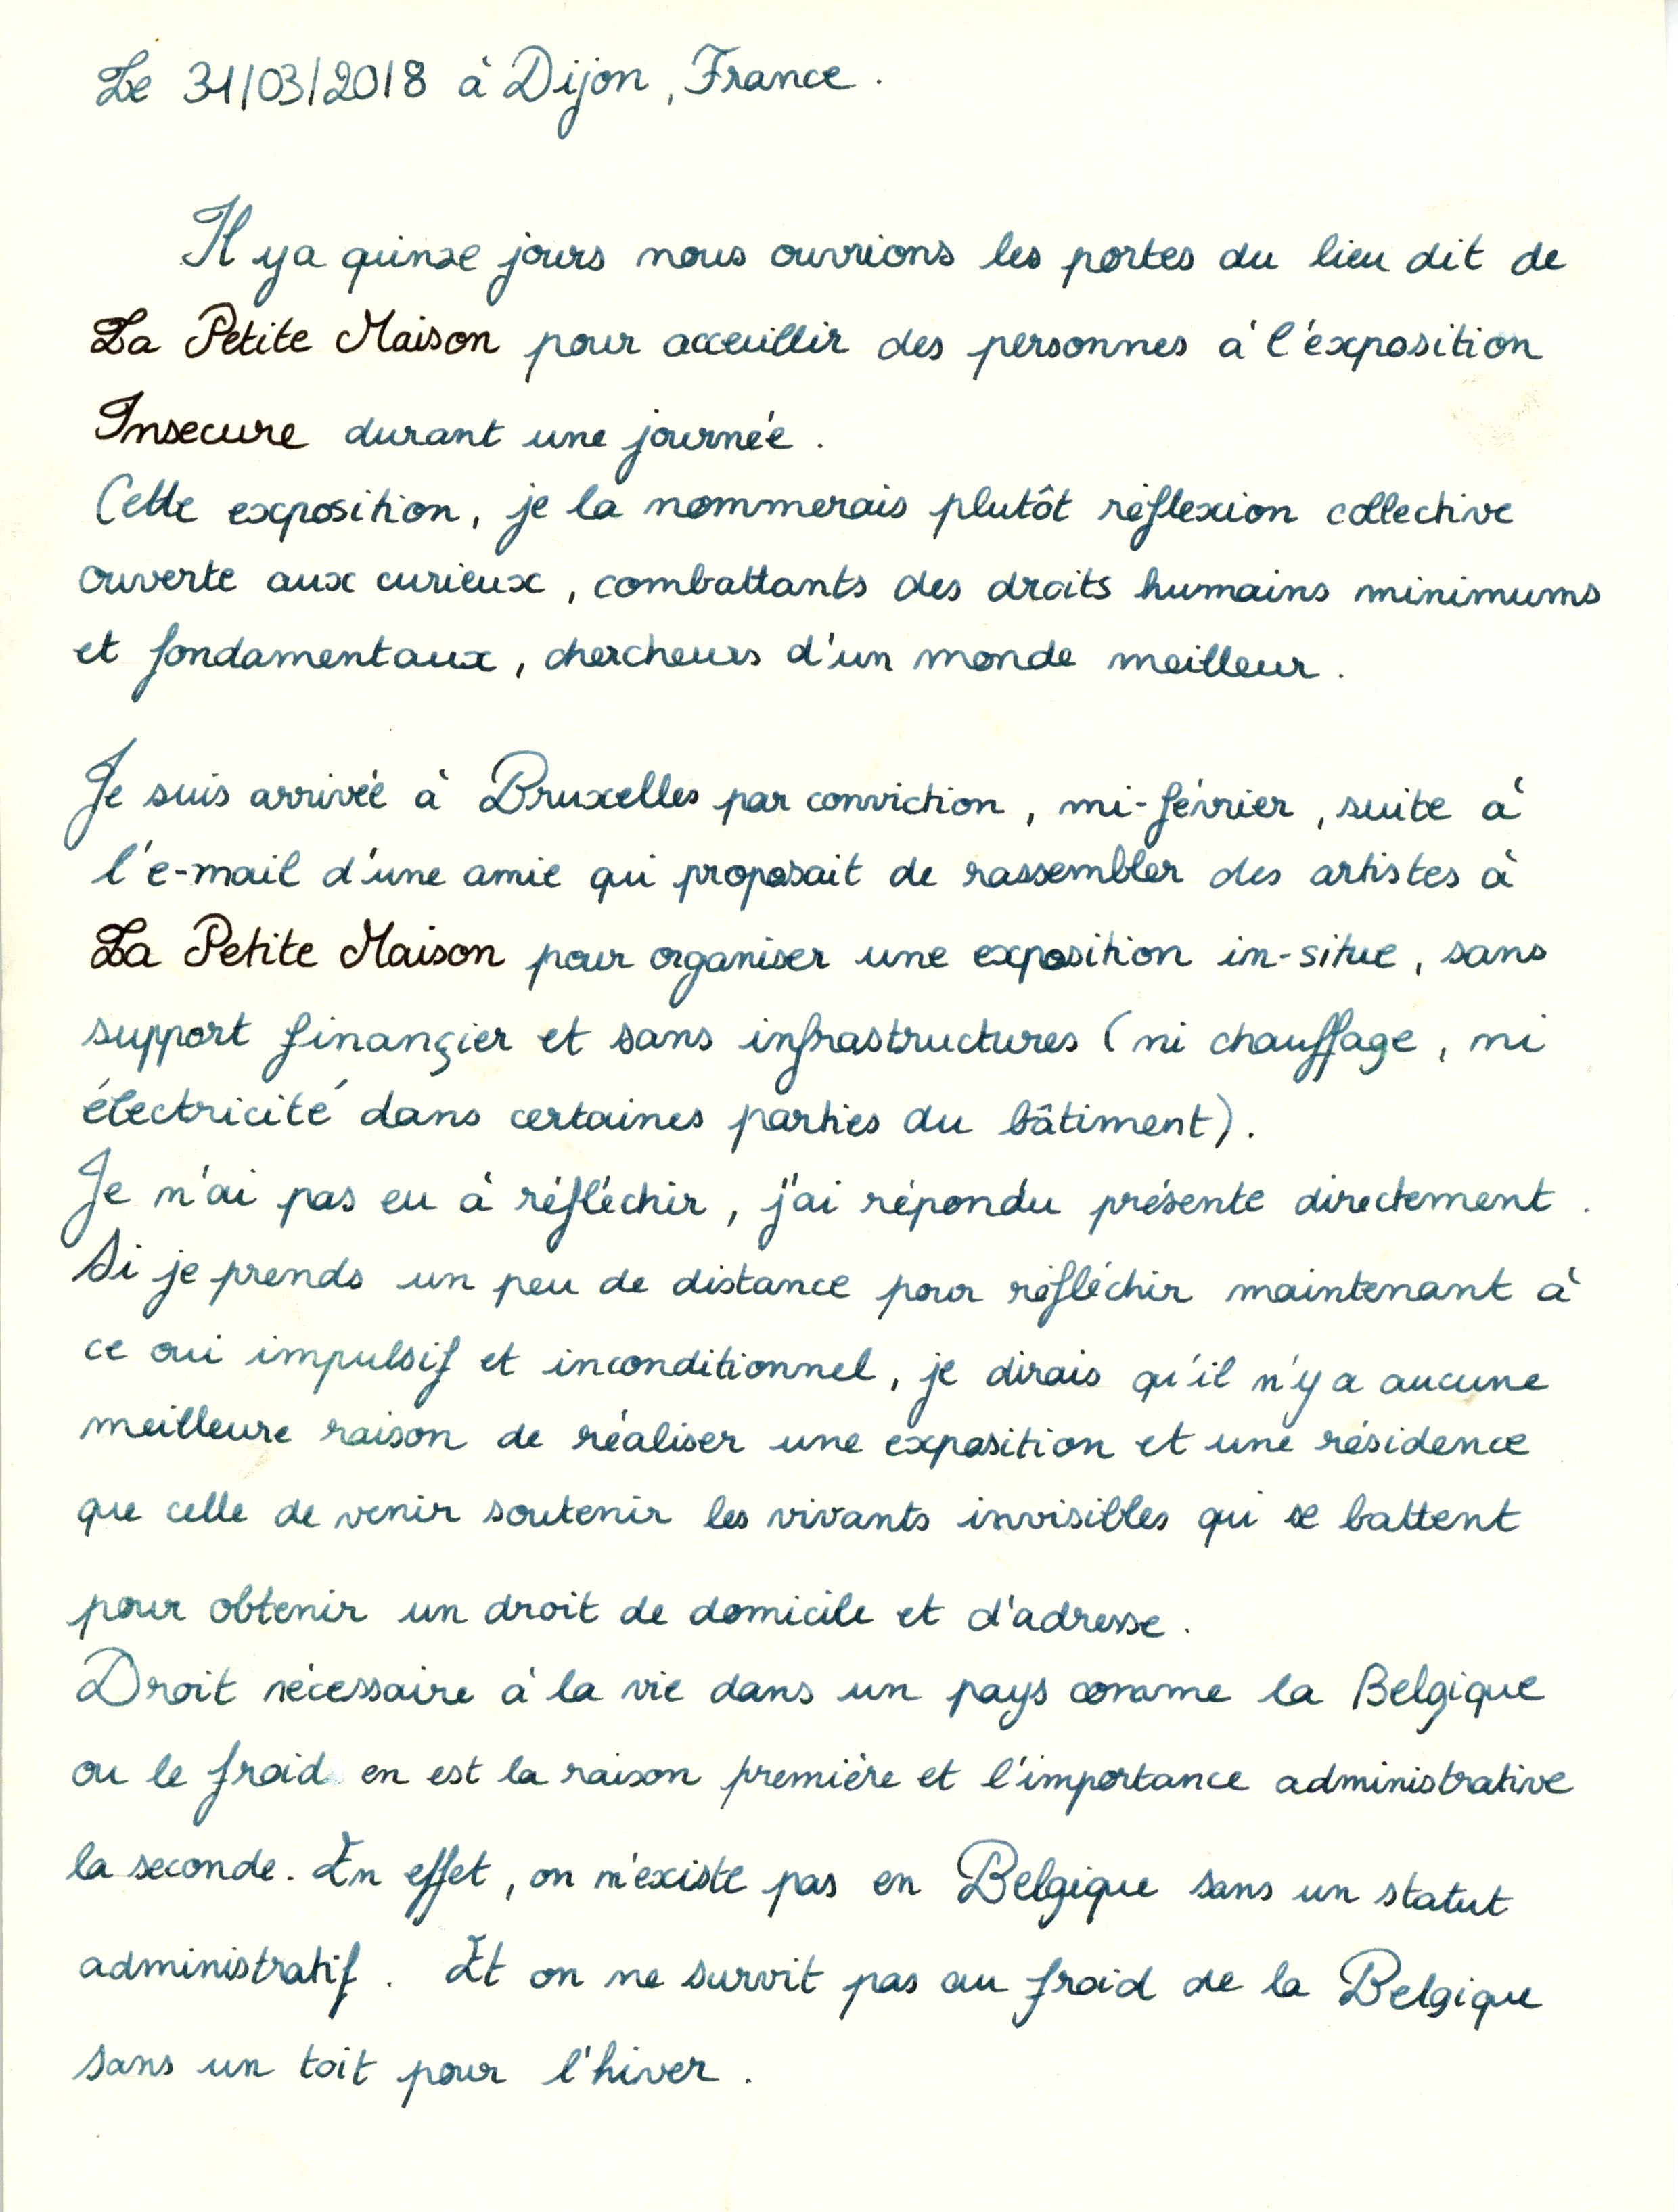 Le 31/03/2018 à Dijon, France.
Il y a quinze jours nous ouvrions les portes du lieu dit de
La Petite Maison pour acceuillir des personnes à l'éxposition
Insecure durant une journée.
Cette exposition, je la nommerais plutôt réflexion collective
ouverte aux curieux, combattants des droits humains minimums
et fondamentaux, chercheurs d'un monde meilleur.
Je suis arrivée à Bruxelles par conviction, mi-février, suite à
l'e-mail d'une amie qui proposait de rassembler des artistes à
La Petite Maison pour organiser une exposition in-situe, sans
support finançier et sans infrastructures (ni chauffage, ni
électricité dans certaines parties du bâtiment).
Je n'ai pas eu à réfléchir, j'ai répondu présente directement.
Si je prends un peu de distance pour réfléchir maintenant à
ce oui impulsif et inconditionnel, je dirais qu'il n'y a aucune
meilleure raison de réaliser une exposition et une résidence
que celle de venir soutenir les vivants invisibles qui se battent
pour obtenir un droit de domicile et d'adresse.
Droit nécessaire à la vie dans un pays comme la Belgique
ou le froid en est la raison première et l'importance administrative
la seconde. En effet, on n'existe pas en Belgique sans un statut
administratif. Et on ne survit pas au froid de la Belgique
sans un toit pour l'hiver.